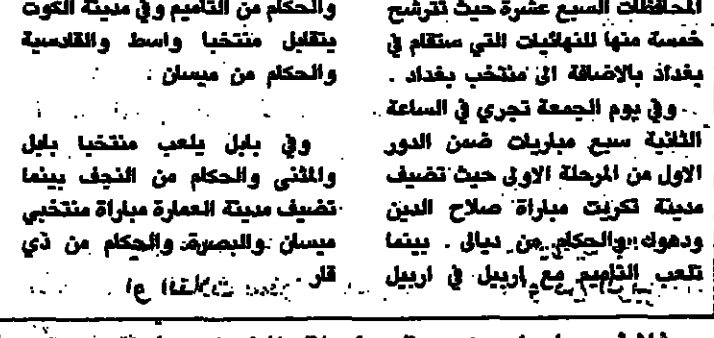 المحافظات السبع عشرة حيث تترشح
خمسة منها للنهائيات التي ستقام في
بغداد بالاضافة الى منتخب بغداد .
وفي يوم الجمعة تجري في الساعة
الثانية سبع مباريات ضمن الدور
الاول من المرحلة الاولى حيث تضيف
مدينة تكريت مباراة صلاح الدين
ودهوك والحكام من ديالى . بينما
تلعب التاميم مع اربيل في اربيل
والحكام من التاميم وفي مدينة الكوت
يتقابل منتخبا واسط والقادسية
والحكام من ميسان .
وفي بابل يلعب منتخبا بابل
والمثنى والحكام من النجف بينما
تضيف مدينة العمارة مباراة منتخبي
ميسان والبصرة والحكام من ذي
قار